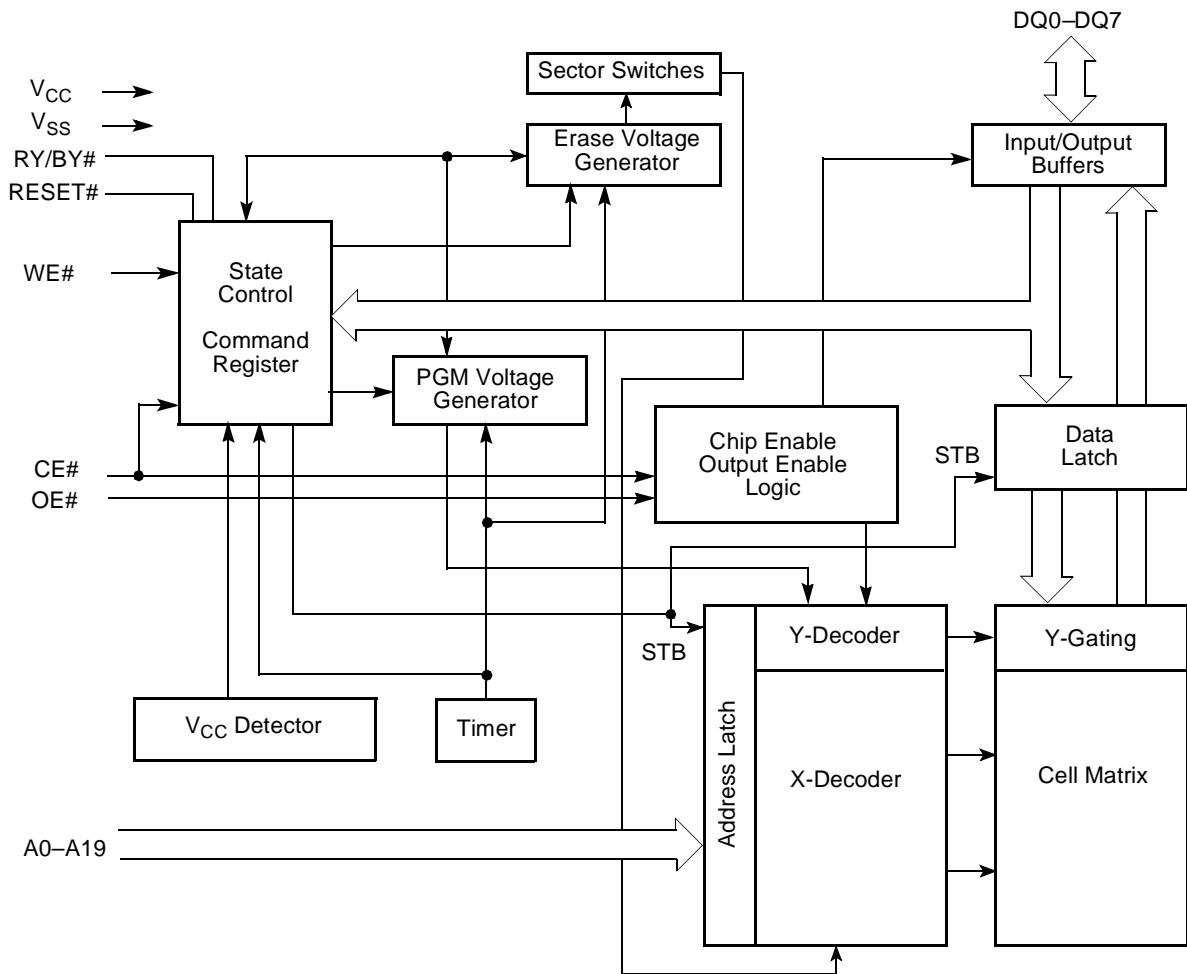 DQ0–DQ7
Sector Switches
VCC
VSS
RY/BY#
RESET#
Erase Voltage
Generator
Input/Output
Buffers
WE#
State
Control
Command
Register
PGM Voltage
Generator
Chip Enable
Output Enable
Logic
Data
Latch
STB
CE#
OE#
STB
Y-Decoder
Y-Gating
VCC Detector
Timer
Address Latch
X-Decoder
Cell Matrix
A0–A19